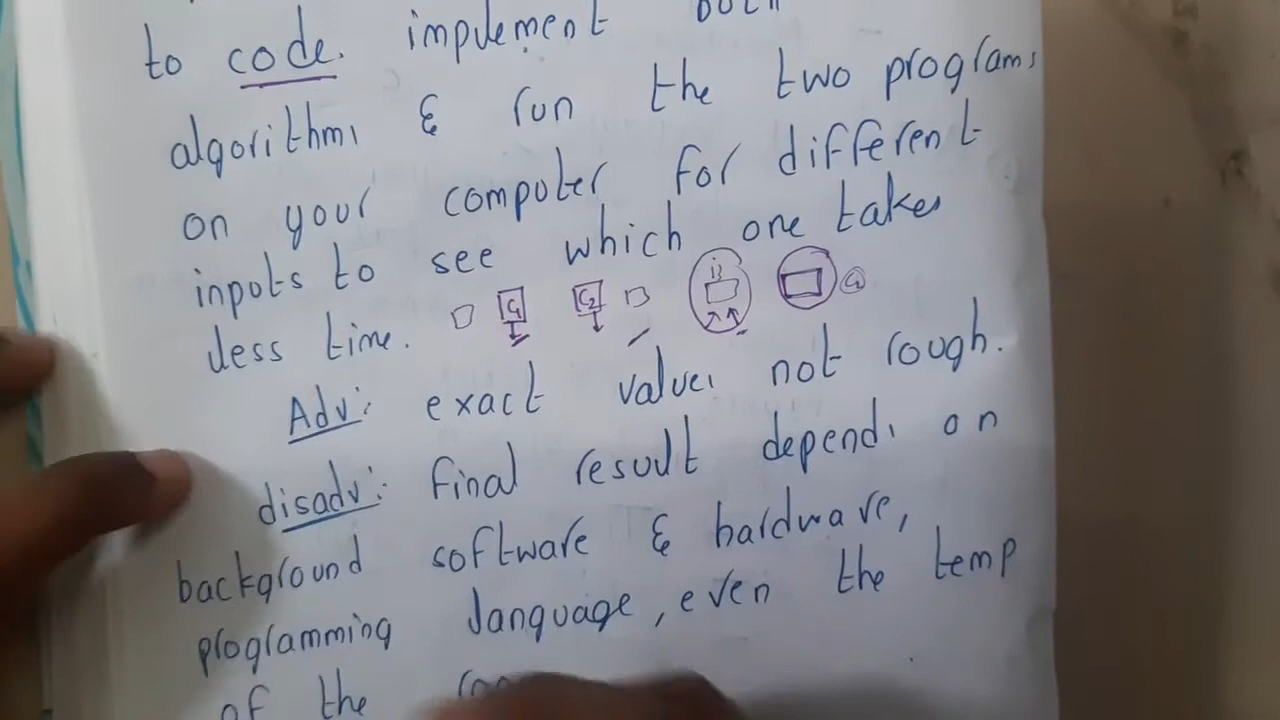 to code. implement both
algorithms & run the two programs
on your computer for different
inputs to see which one takes
less time. C1 C2
Adv: exact values not rough.
disadv: final result depends on
background software & hardware,
programming language, even the temp
of the